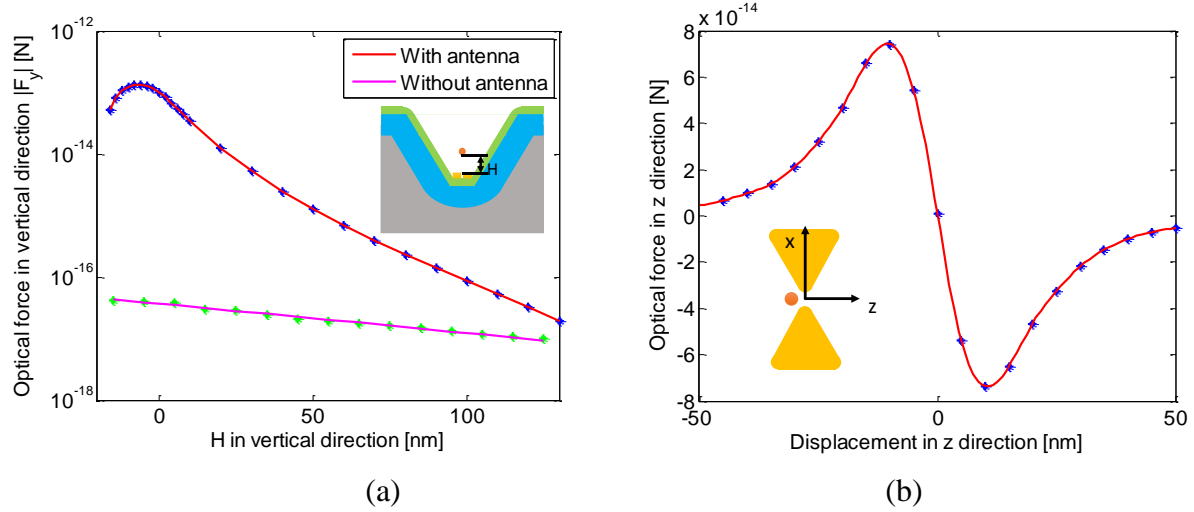 10^-12
10^-14
10^-16
10^-18
Optical force in vertical direction |F_y| [N]
With antenna
Without antenna
H
0
50
100
H in vertical direction [nm]
(a)
x 10^-14
8
6
4
2
0
-2
-4
-6
-8
Optical force in z direction [N]
x
z
-50
0
50
Displacement in z direction [nm]
(b)